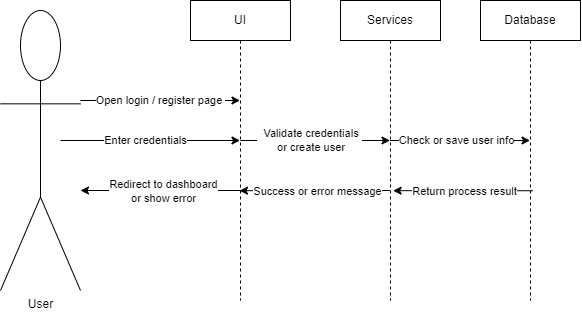 UI
Services
Database
Open login / register page
Enter credentials
Validate credentials
or create user
Check or save user info
Redirect to dashboard
or show error
Success or error message
Return process result
User